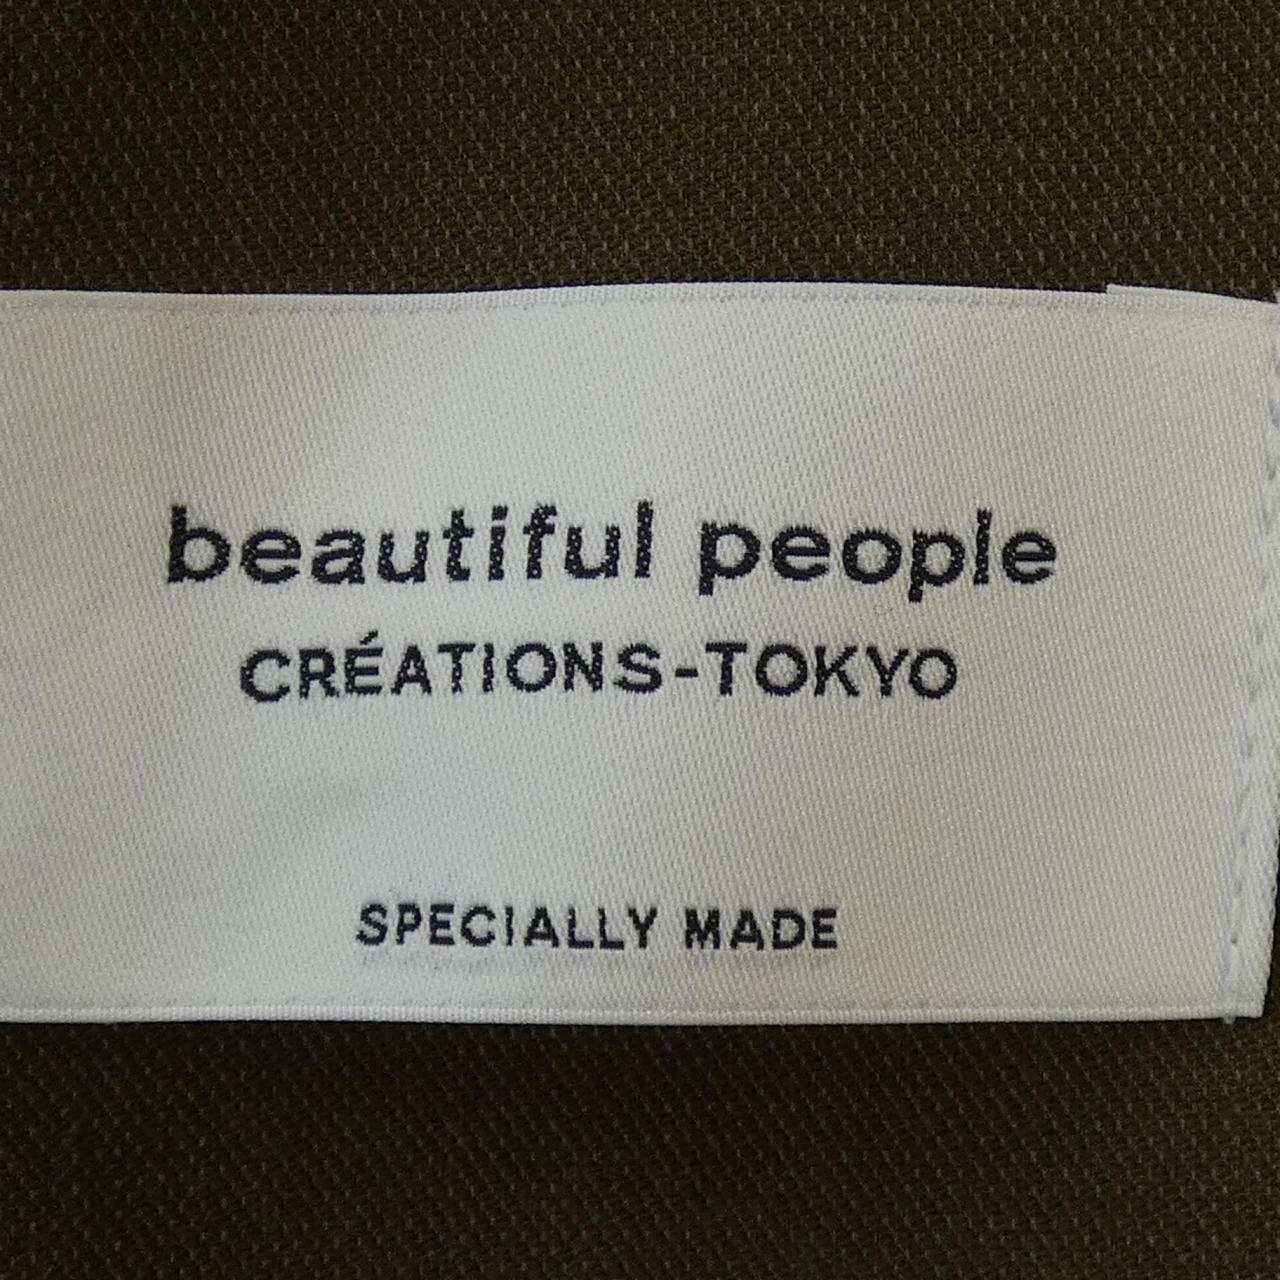 beautiful people
CRÉATIONS-TOKYO
SPECIALLY MADE